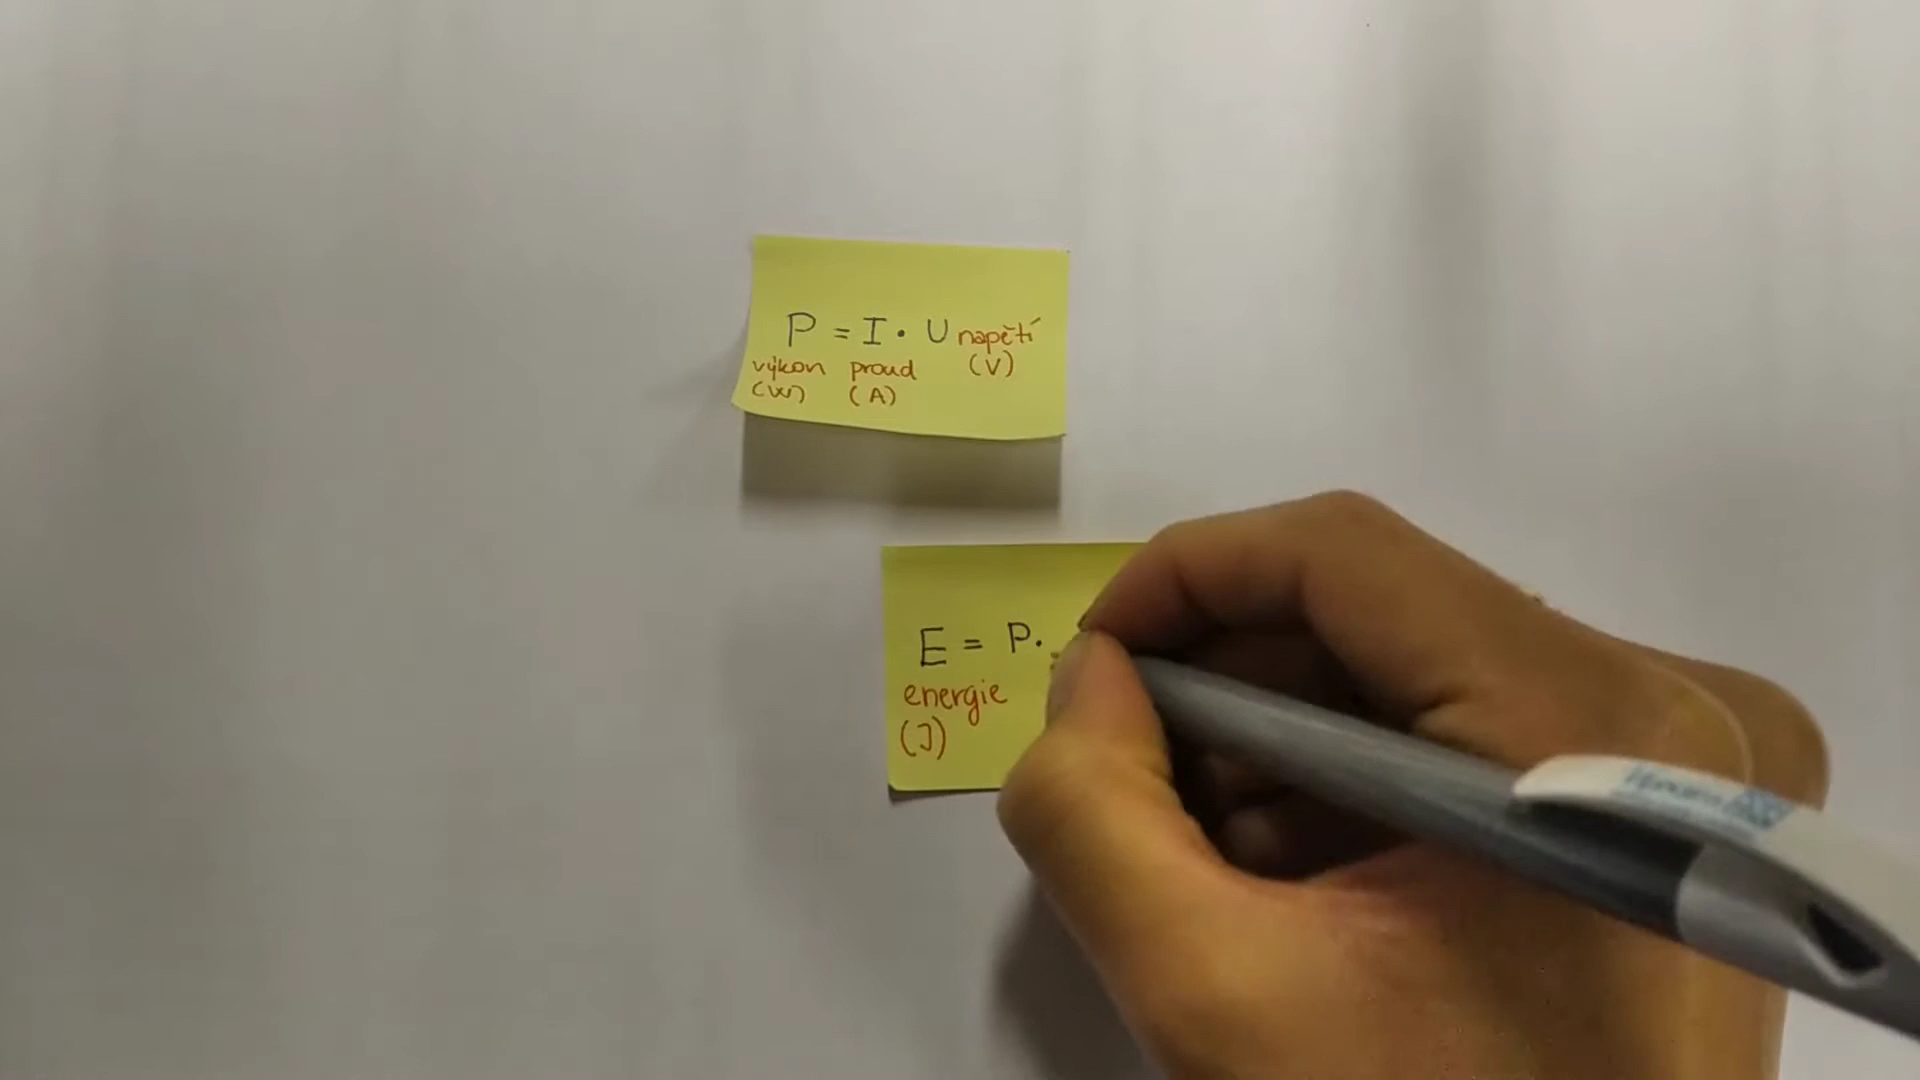 P = I · U napětí
výkon proud (V)
(W) (A)
E = P ·
energie
(J)